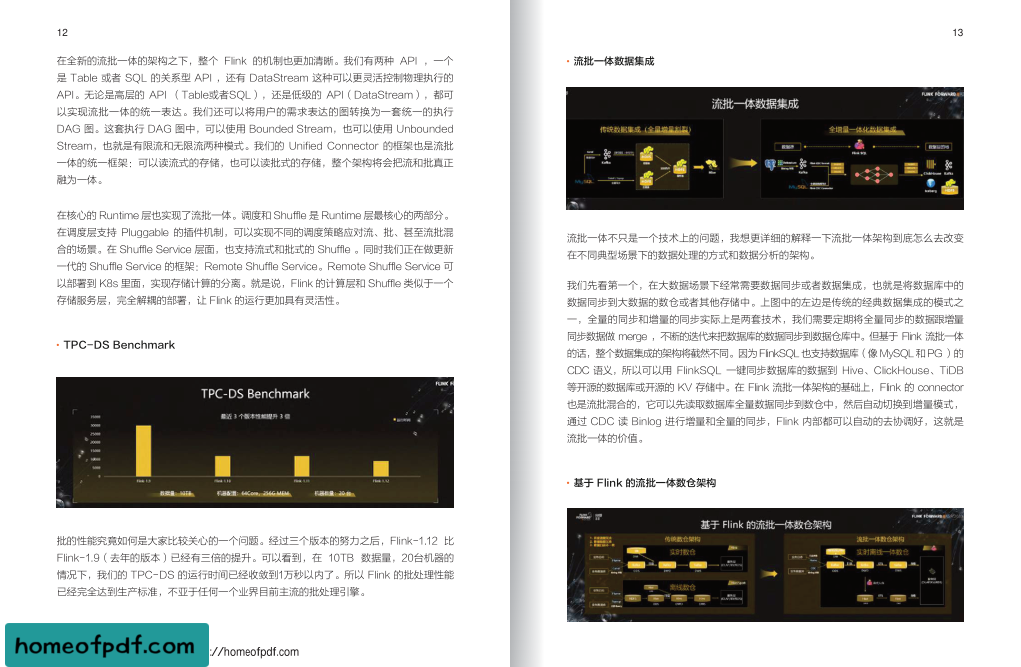 12
在全新的流批一体的架构之下，整个 Flink 的机制也更加清晰。我们有两种 API ，一个
是 Table 或者 SQL 的关系型 API ，还有 DataStream 这种可以更灵活控制物理执行的
API。无论是高层的 API （ Table或者SQL ），还是低级的 API（ DataStream ），都可
以实现流批一体的统一表达。我们还可以将用户的需求表达的图转换为一套统一的执行
DAG 图。这套执行 DAG 图中，可以使用 Bounded Stream，也可以使用 Unbounded
Stream，也就是有限流和无限流两种模式。我们的 Unified Connector 的框架也是流批
一体的统一框架：可以读流式的存储，也可以读批式的存储，整个架构将会把流和批真正
融为一体。
在核心的 Runtime 层也实现了流批一体。调度和 Shuffle 是 Runtime 层最核心的两部分。
在调度层支持 Pluggable 的插件机制，可以实现不同的调度策略应对流、批、甚至流批混
合的场景。在 Shuffle Service 层面，也支持流式和批式的 Shuffle 。同时我们正在做更新
一代的 Shuffle Service 的框架：Remote Shuffle Service。Remote Shuffle Service 可
以部署到 K8s 里面，实现存储计算的分离。就是说，Flink 的计算层和 Shuffle 类似于一个
存储服务层，完全解耦的部署，让 Flink 的运行更加具有灵活性。
· TPC-DS Benchmark
TPC-DS Benchmark
最近 3 个版本性能提升 3 倍
35000
30000
25000
20000
15000
10000
5000
0
Flink 1.9
Flink 1.10
Flink 1.11
Flink 1.12
数据量：10TB
机器配置：64Core，256G MEM
机器数量：20 台
批的性能究竟如何是大家比较关心的一个问题。经过三个版本的努力之后，Flink-1.12 比
Flink-1.9（去年的版本）已经有三倍的提升。可以看到，在 10TB 数据量，20台机器的
情况下，我们的 TPC-DS 的运行时间已经收敛到1万秒以内了。所以 Flink 的批处理性能
已经完全达到生产标准，不亚于任何一个业界目前主流的批处理引擎。
homeofpdf.com
://homeofpdf.com
13
· 流批一体数据集成
FLINK FORWARD
流批一体数据集成
传统数据集成（全量增量割裂）
全增量一体化数据集成
Flink SQL
Kafka
Hive
ClickHouse
Iceberg
流批一体不只是一个技术上的问题，我想更详细的解释一下流批一体架构到底怎么去改变
在不同典型场景下的数据处理的方式和数据分析的架构。
我们先看第一个，在大数据场景下经常需要数据同步或者数据集成，也就是将数据库中的
数据同步到大数据的数仓或者其他存储中。上图中的左边是传统的经典数据集成的模式之
一，全量的同步和增量的同步实际上是两套技术，我们需要定期将全量同步的数据跟增量
同步数据做 merge ，不断的迭代来把数据库的数据同步到数据仓库中。但基于 Flink 流批一体
的话，整个数据集成的架构将截然不同。因为 FlinkSQL 也支持数据库（像 MySQL 和 PG ）的
CDC 语义，所以可以用 FlinkSQL 一键同步数据库的数据到 Hive、ClickHouse、TiDB
等开源的数据库或开源的 KV 存储中。在 Flink 流批一体架构的基础上，Flink 的 connector
也是流批混合的，它可以先读取数据库全量数据同步到数仓中，然后自动切换到增量模式，
通过 CDC 读 Binlog 进行增量和全量的同步，Flink 内部都可以自动的去协调好，这就是
流批一体的价值。
· 基于 Flink 的流批一体数仓架构
基于 Flink 的流批一体数仓架构
传统数仓架构
流批一体数仓架构
实时数仓
实时离线一体数仓
离线数仓